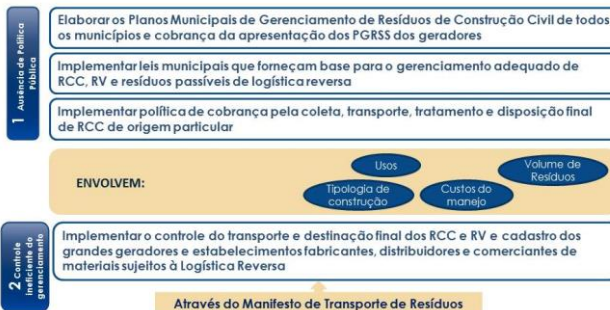 1 Ausência de Política
Pública
Elaborar os Planos Municipais de Gerenciamento de Resíduos de Construção Civil de todos
os municípios e cobrança da apresentação dos PGRSS dos geradores
Implementar leis municipais que forneçam base para o gerenciamento adequado de
RCC, RV e resíduos passíveis de logística reversa
Implementar política de cobrança pela coleta, transporte, tratamento e disposição final
de RCC de origem particular
ENVOLVEM:
Usos
Volume de
Resíduos
Tipologia de
construção
Custos do
manejo
2 Controle
ineficiente do
gerenciamento
Implementar o controle do transporte e destinação final dos RCC e RV e cadastro dos
grandes geradores e estabelecimentos fabricantes, distribuidores e comerciantes de
materiais sujeitos à Logística Reversa
Através do Manifesto de Transporte de Resíduos